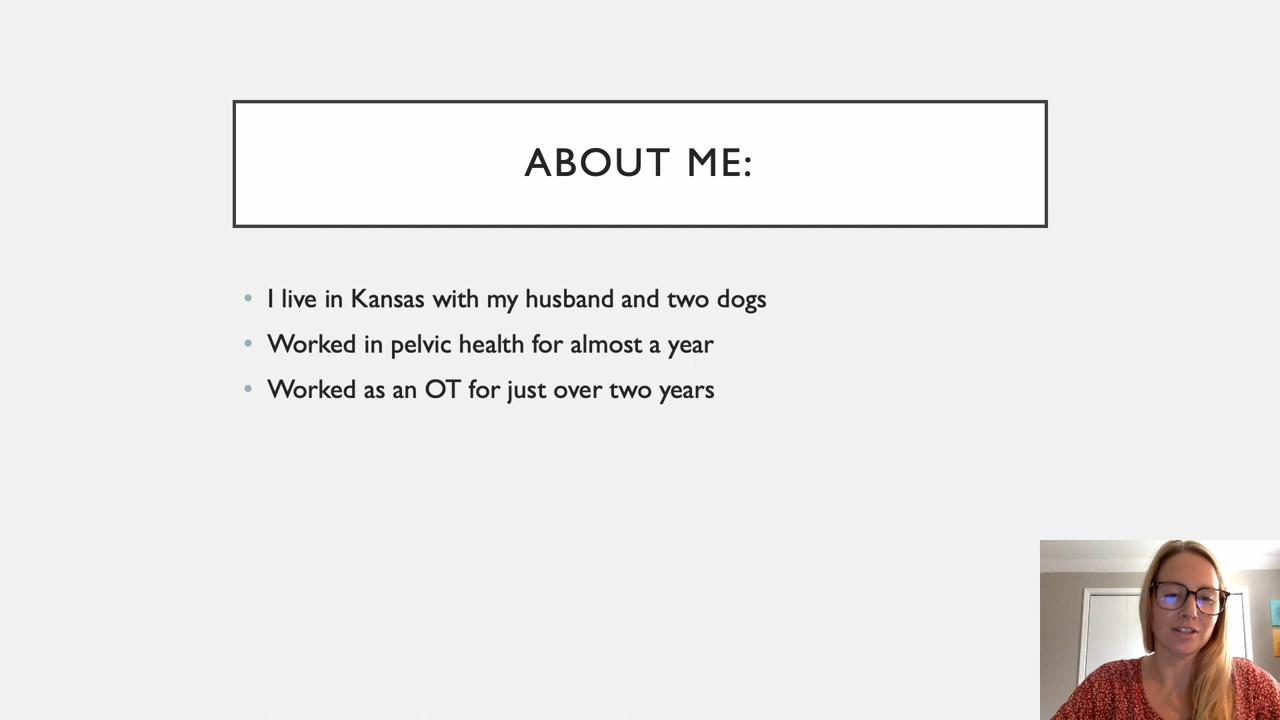 ABOUT ME:
• I live in Kansas with my husband and two dogs
• Worked in pelvic health for almost a year
• Worked as an OT for just over two years